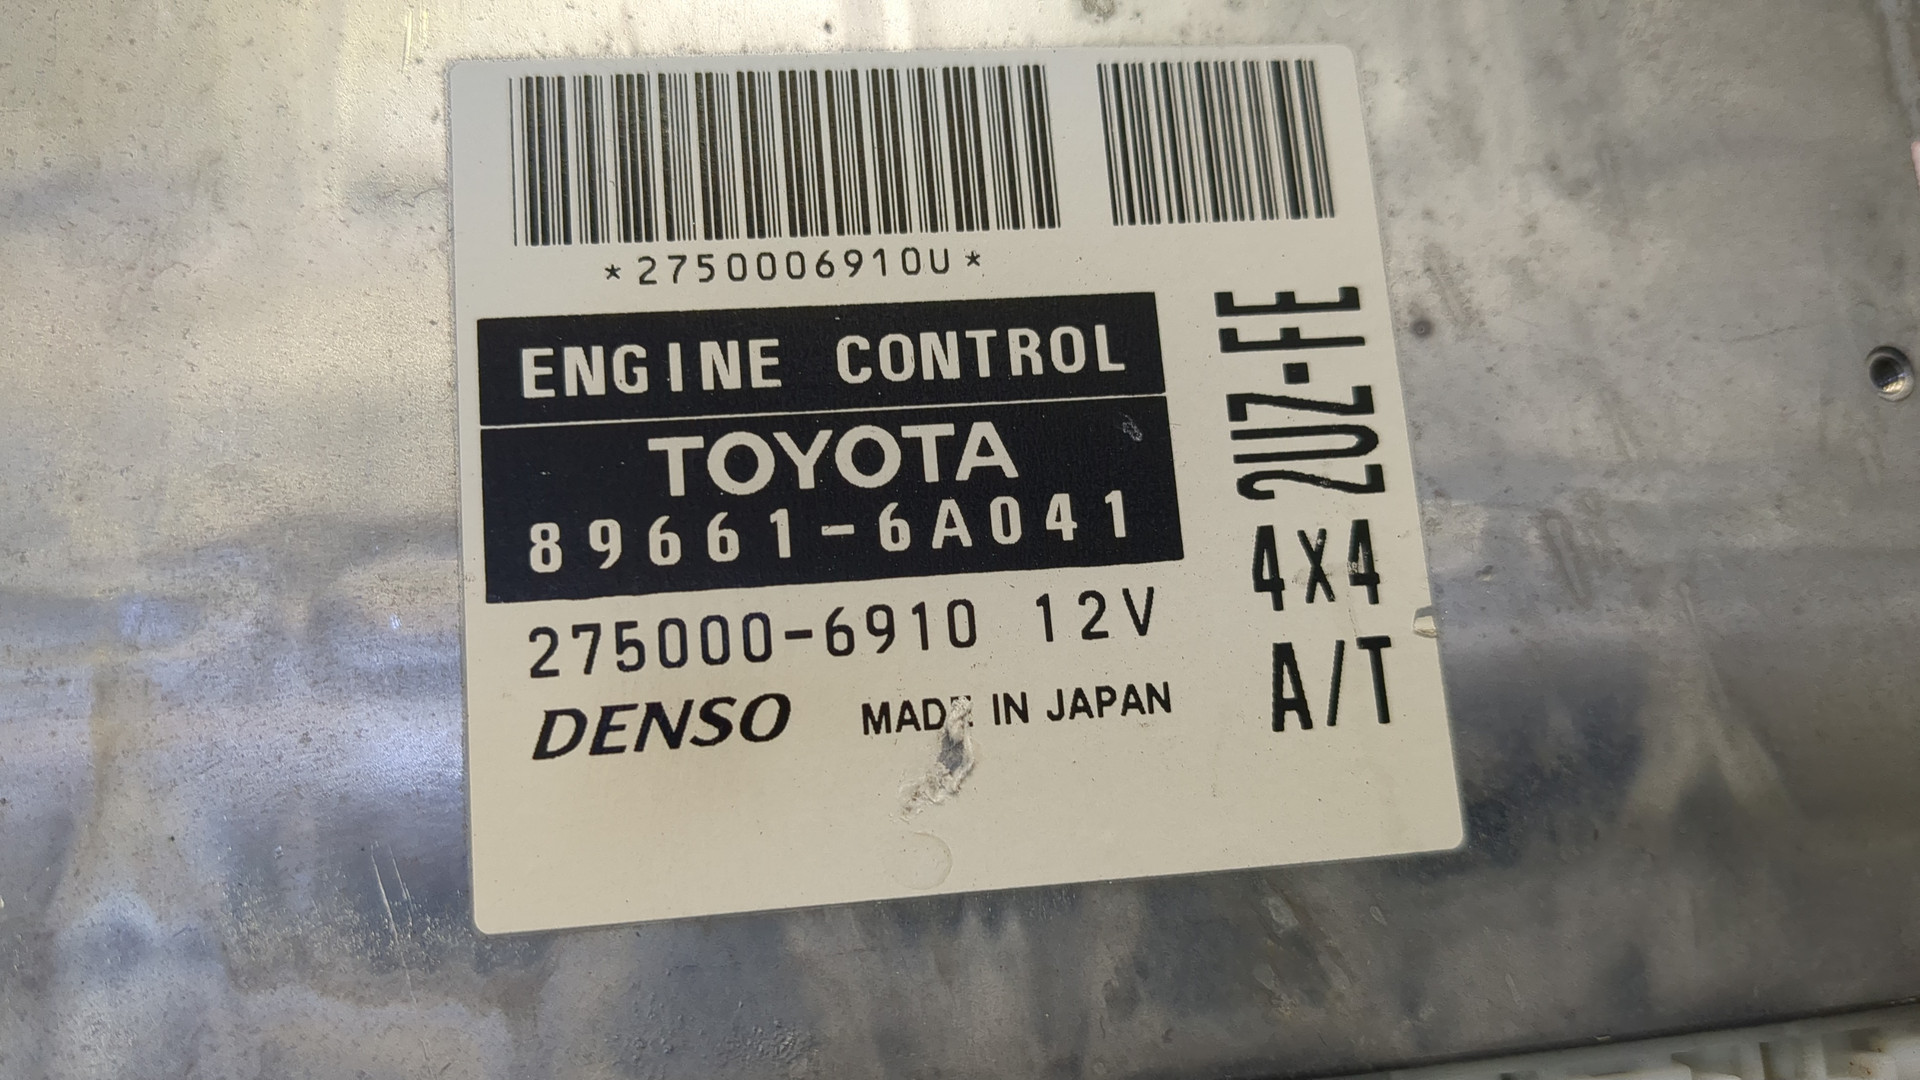 *2750006910U*
ENGINE CONTROL
TOYOTA
89661-6A041
275000-6910 12V
DENSO MADE IN JAPAN
2UZ-FE 4X4 A/T